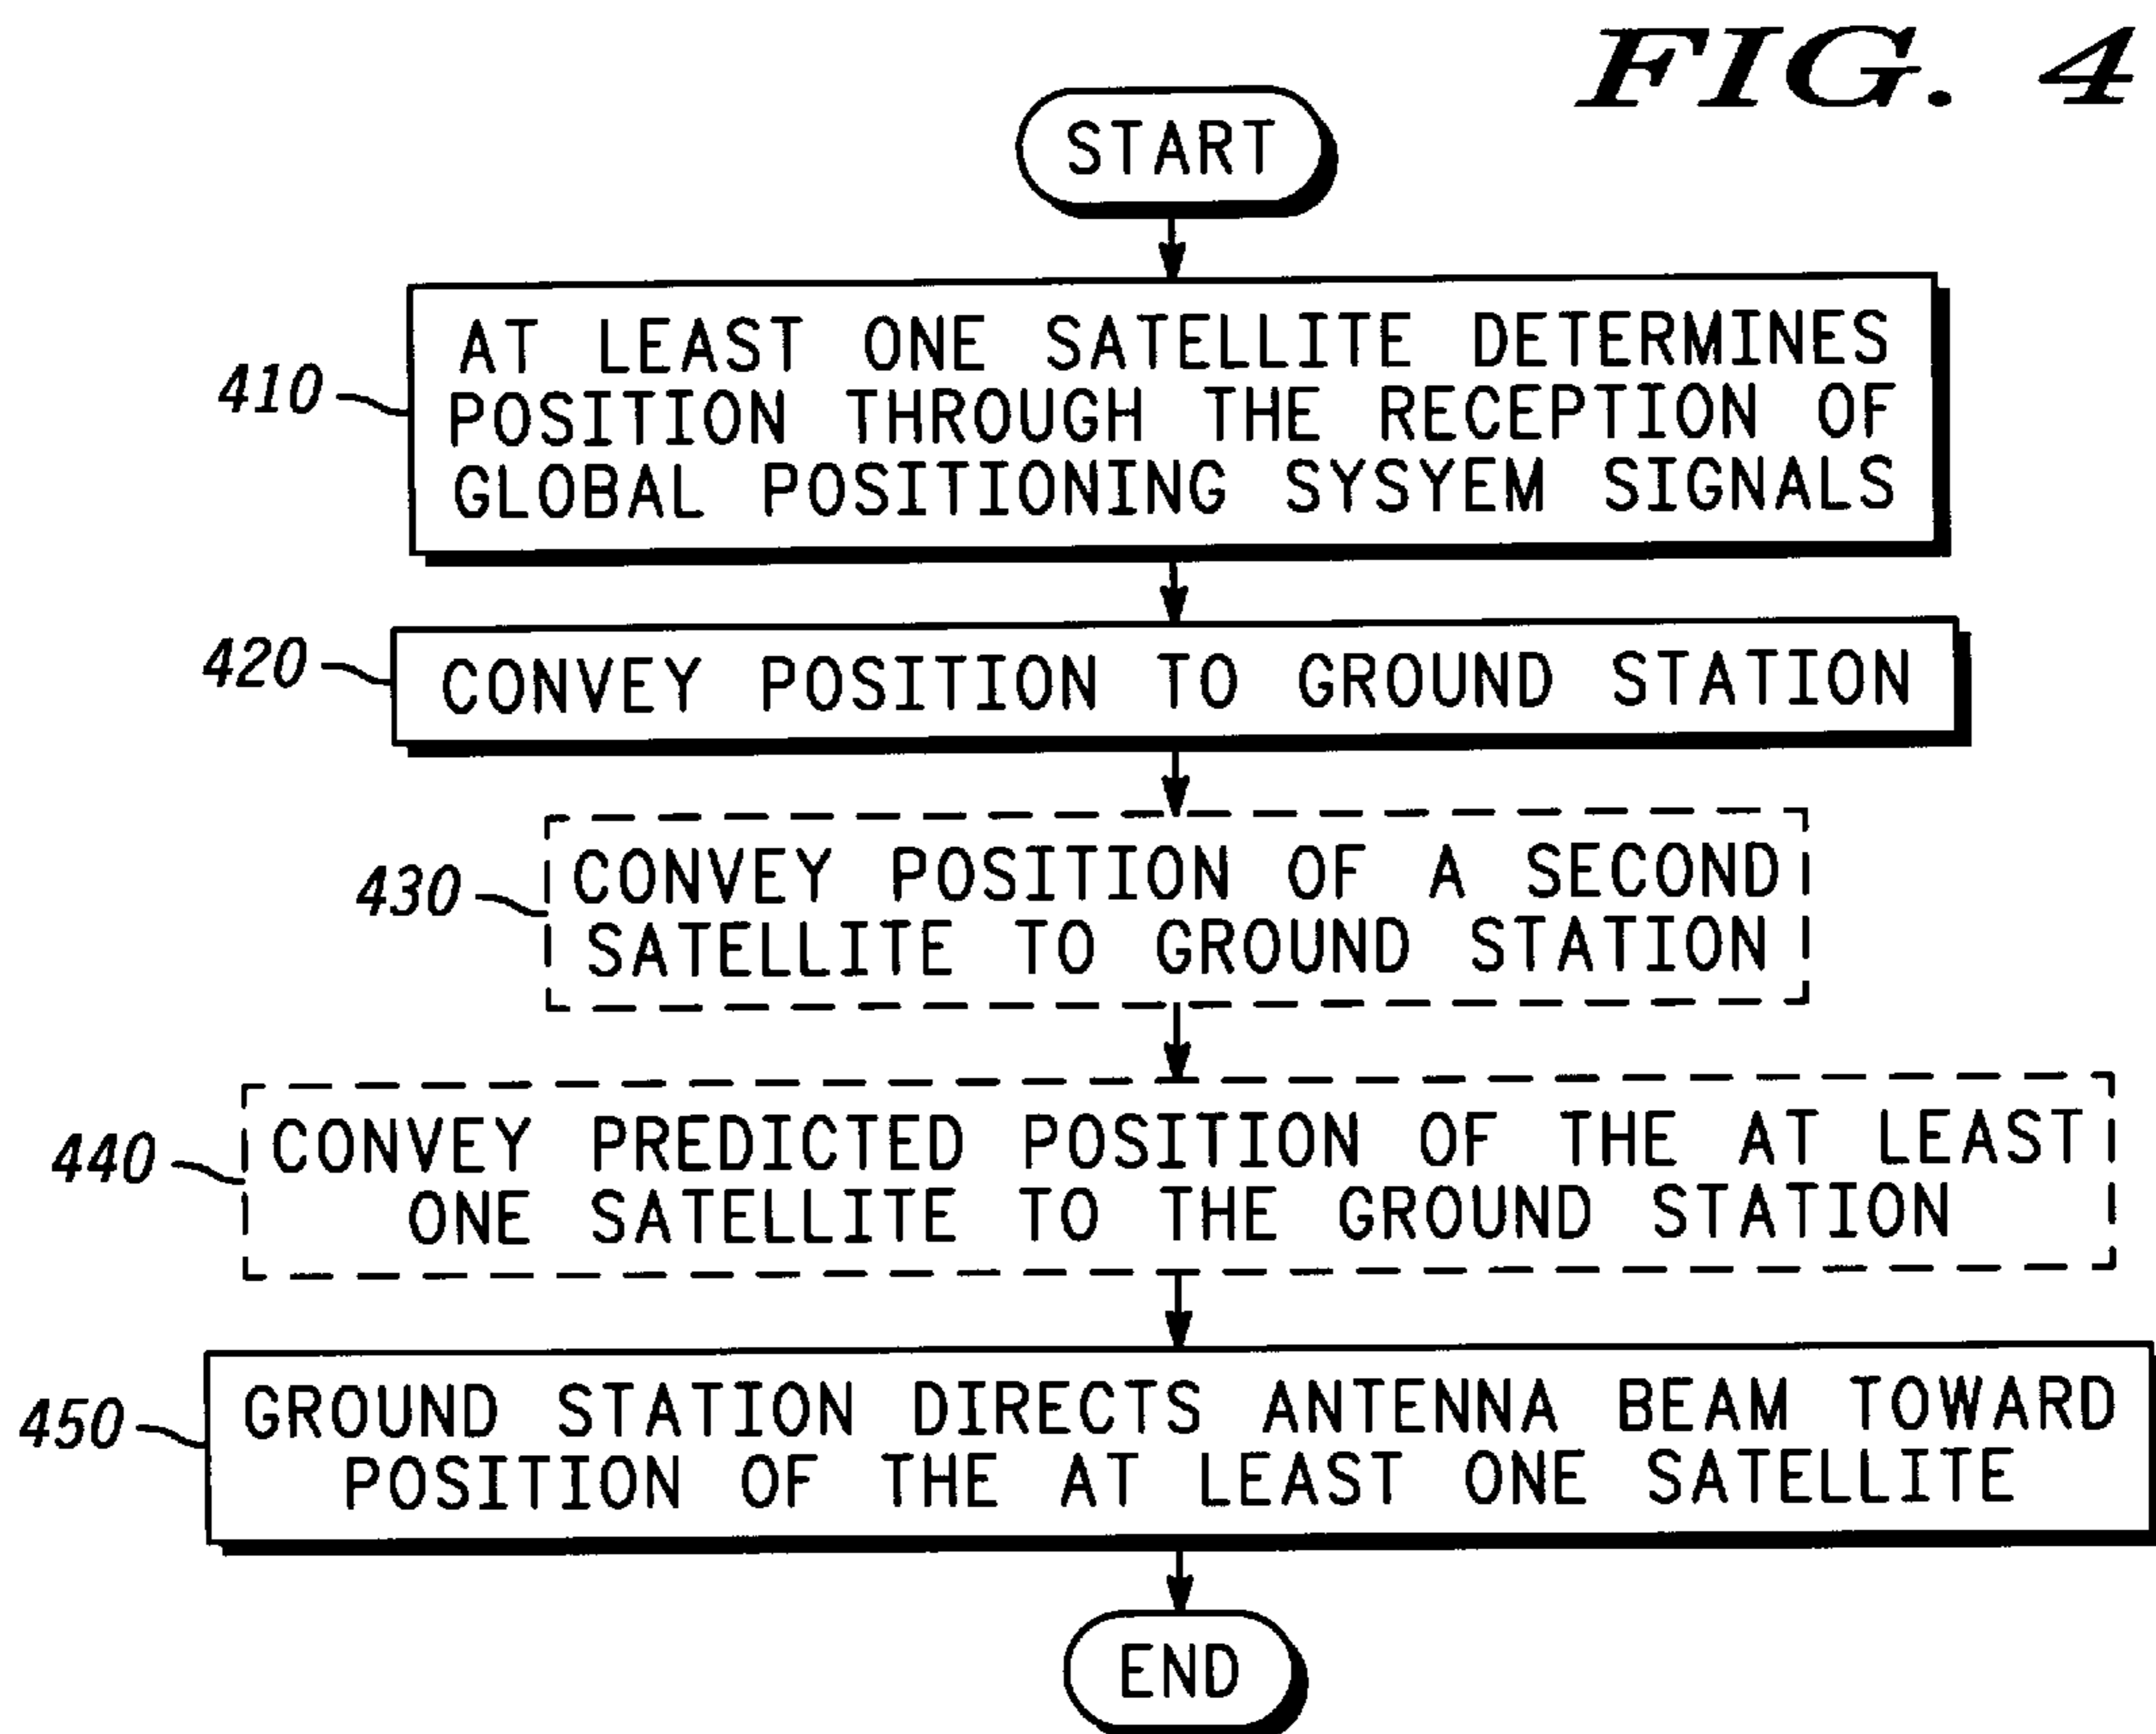 FIG. 4
START
410
AT LEAST ONE SATELLITE DETERMINES
POSITION THROUGH THE RECEPTION OF
GLOBAL POSITIONING SYSYEM SIGNALS
420
CONVEY POSITION TO GROUND STATION
430
CONVEY POSITION OF A SECOND
SATELLITE TO GROUND STATION
440
CONVEY PREDICTED POSITION OF THE AT LEAST
ONE SATELLITE TO THE GROUND STATION
450
GROUND STATION DIRECTS ANTENNA BEAM TOWARD
POSITION OF THE AT LEAST ONE SATELLITE
END